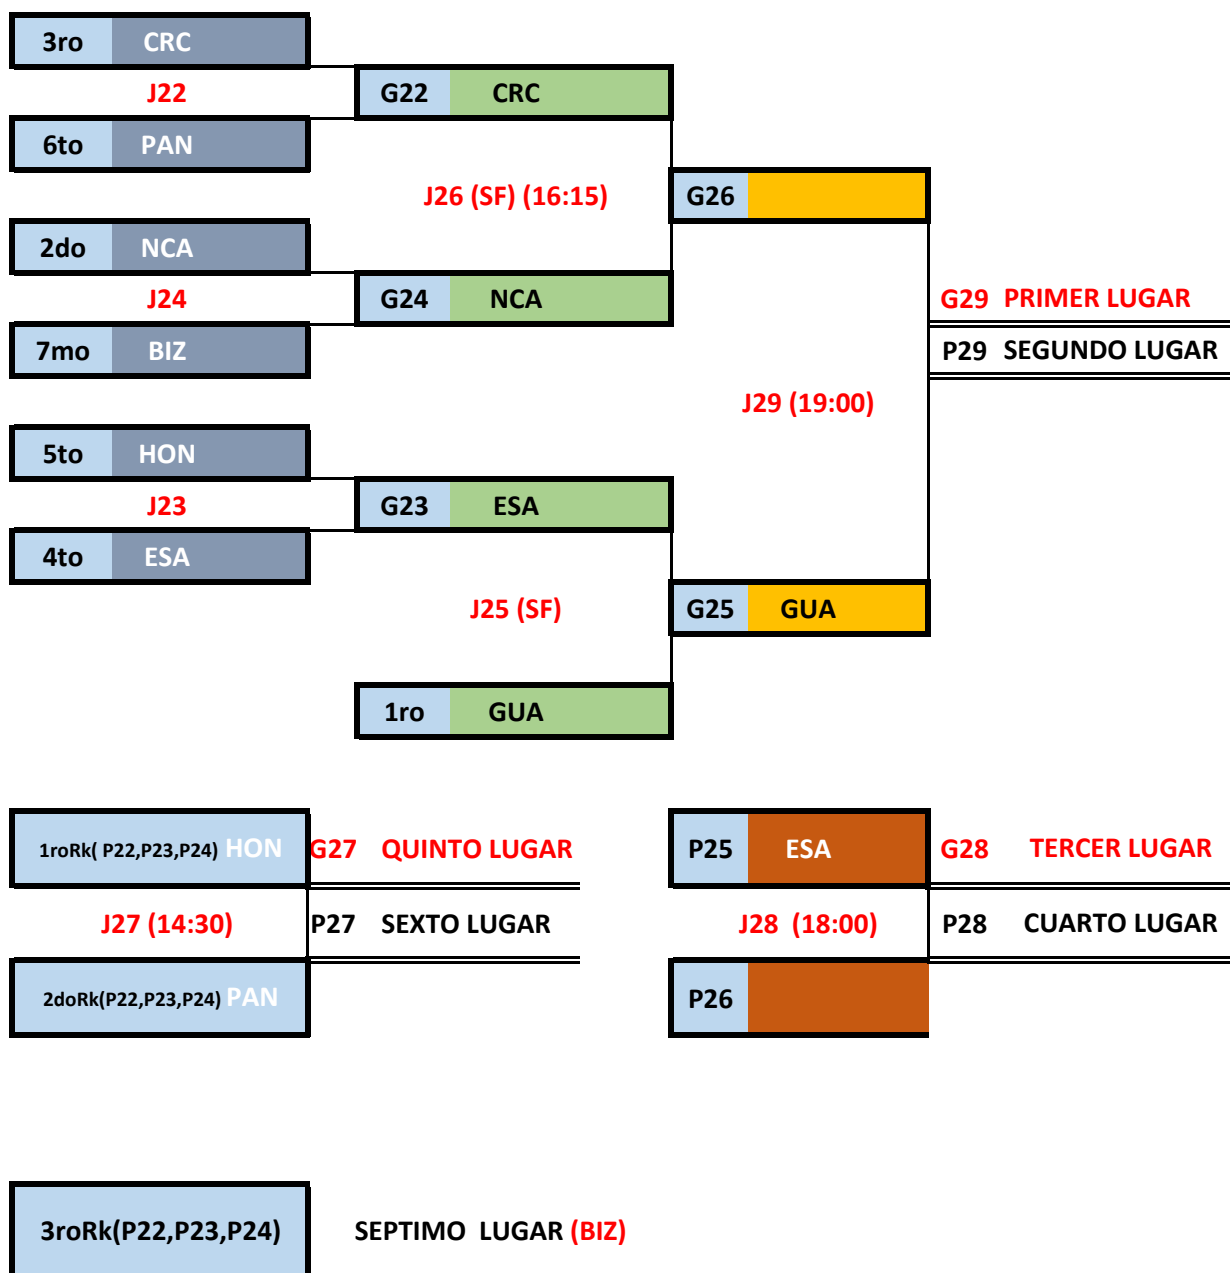 3ro CRC
J22
G22 CRC
6to PAN
J26 (SF) (16:15)
G26
2do NCA
J24
G24 NCA
G29 PRIMER LUGAR
7mo BIZ
P29 SEGUNDO LUGAR
J29 (19:00)
5to HON
J23
G23 ESA
4to ESA
J25 (SF)
G25 GUA
1ro GUA
1roRk( P22,P23,P24) HON G27 QUINTO LUGAR
P25 ESA G28 TERCER LUGAR
J27 (14:30) P27 SEXTO LUGAR
J28 (18:00) P28 CUARTO LUGAR
2doRk(P22,P23,P24) PAN
P26
3roRk(P22,P23,P24) SEPTIMO LUGAR (BIZ)